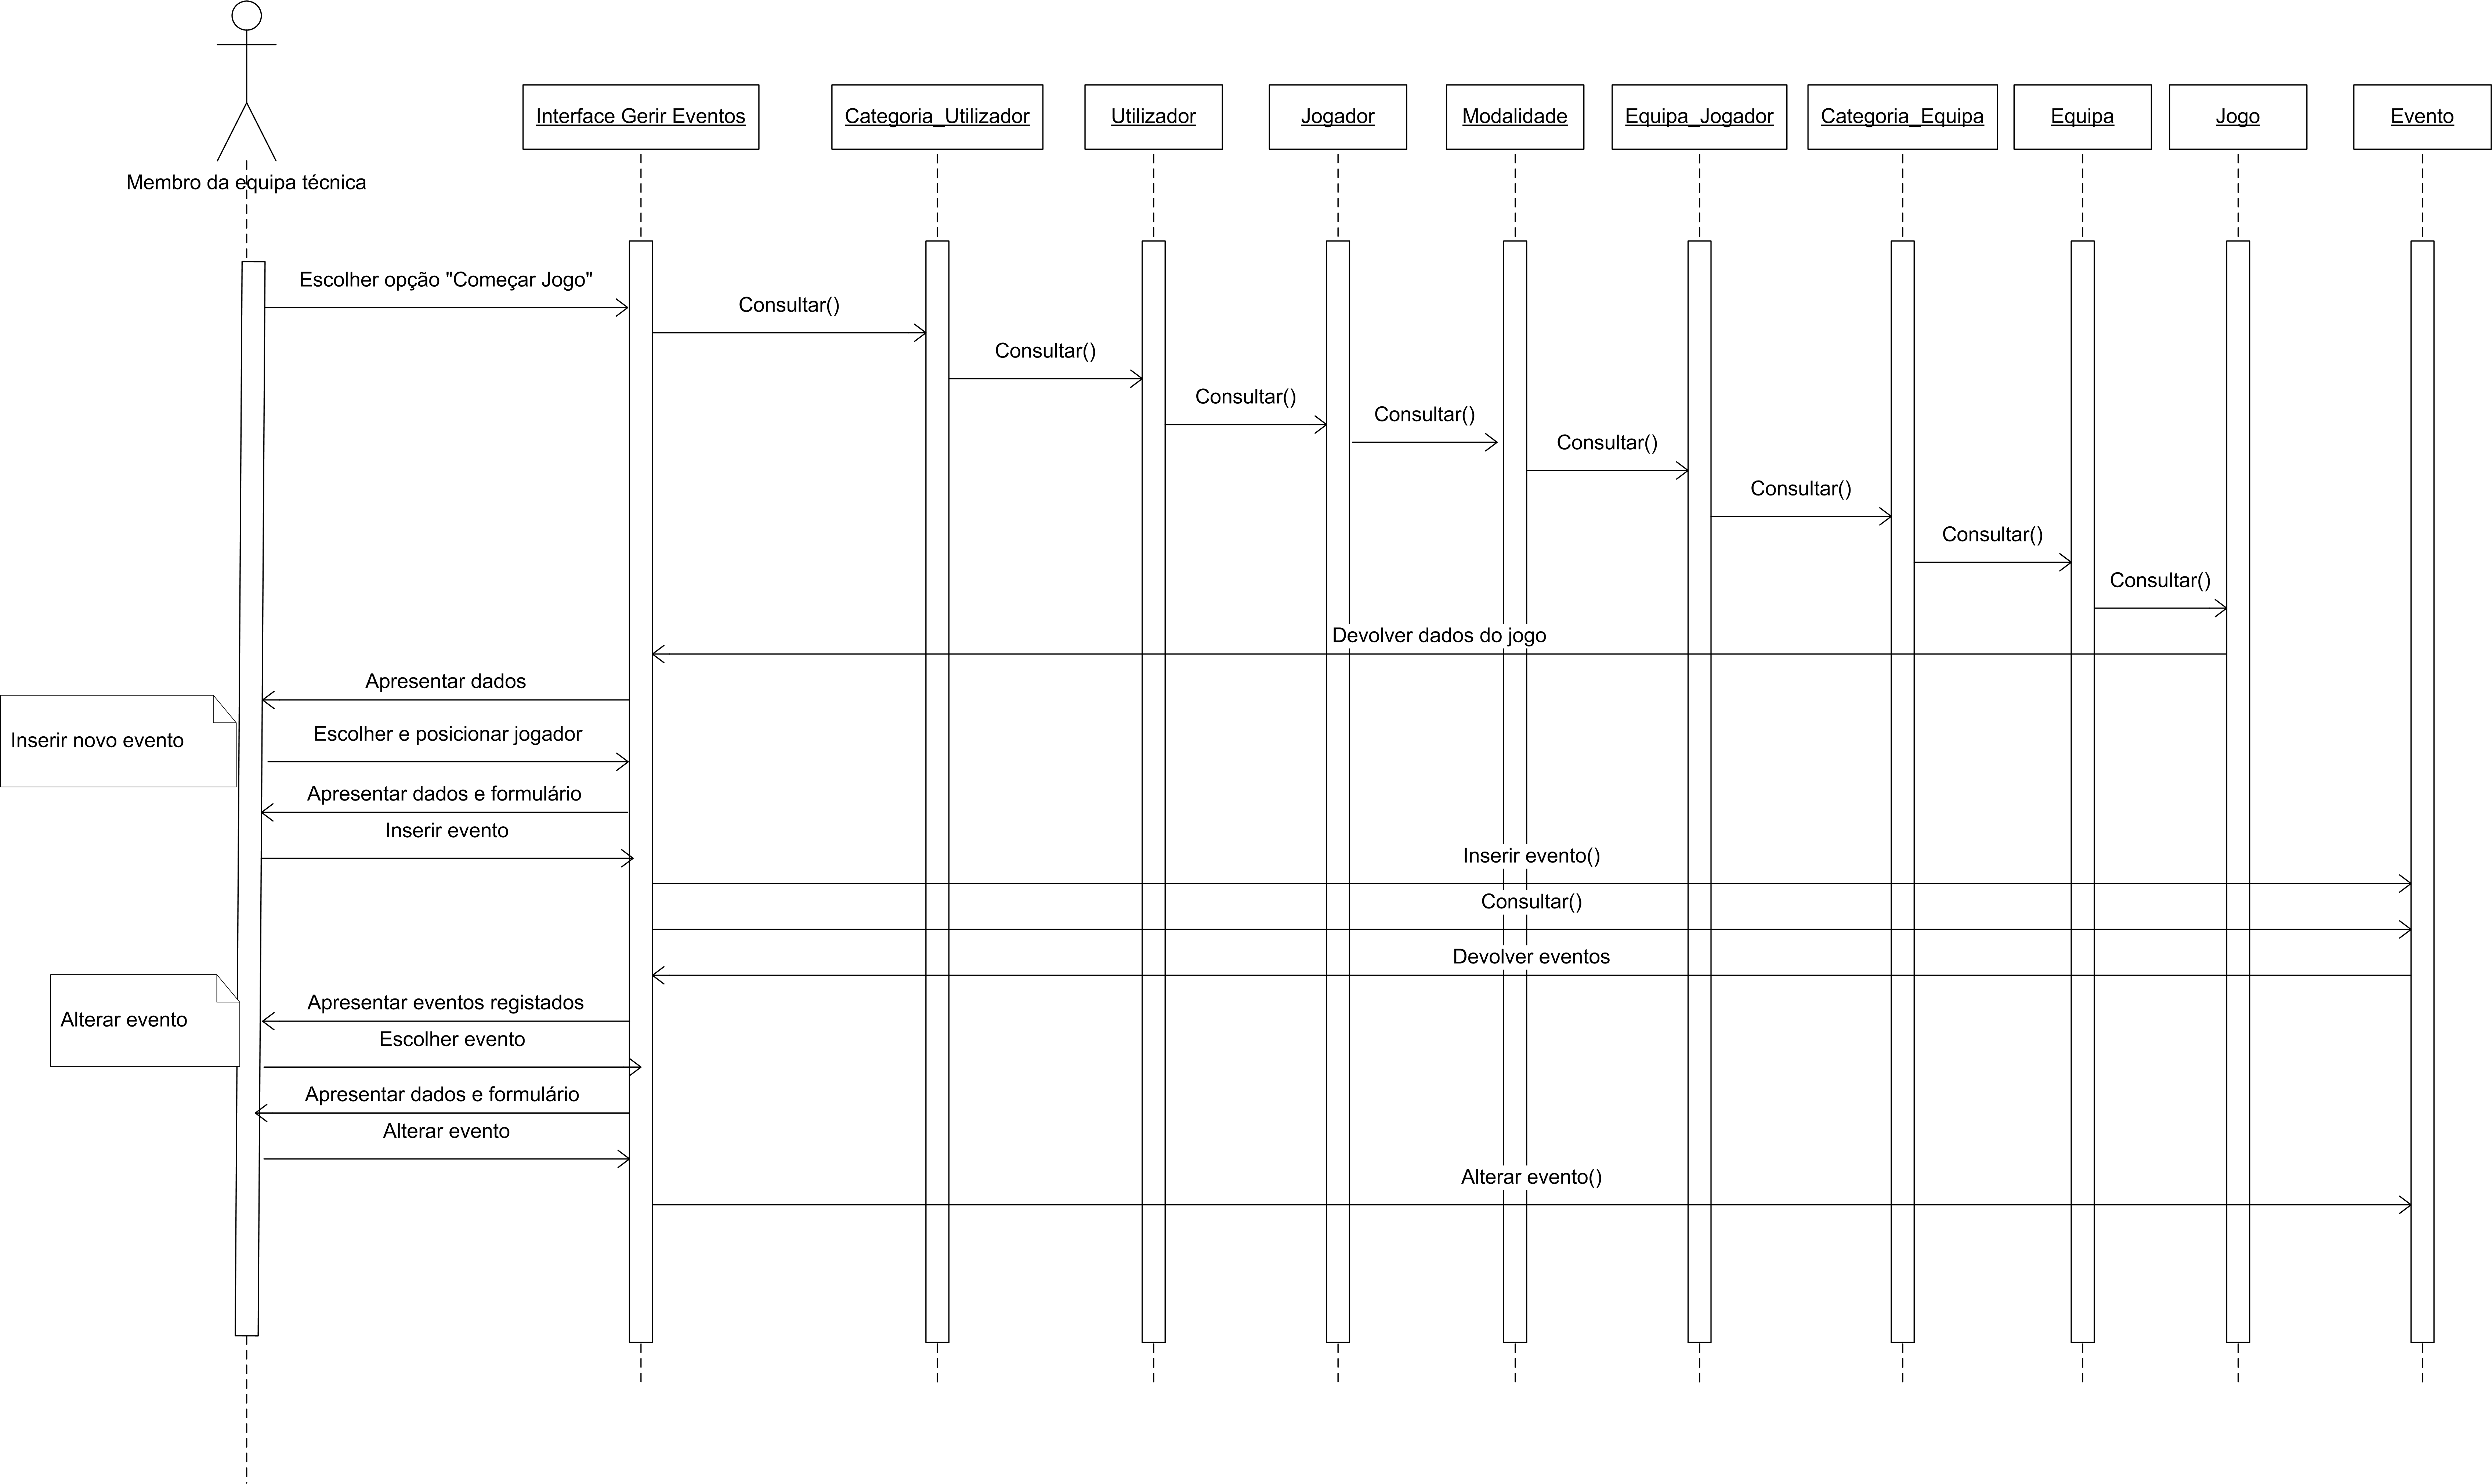 Interface Gerir Eventos
Categoria_Utilizador
Utilizador
Jogador
Modalidade
Equipa_Jogador
Categoria_Equipa
Equipa
Jogo
Evento
Membro da equipa técnica
Escolher opção "Começar Jogo"
Consultar()
Consultar()
Consultar()
Consultar()
Consultar()
Consultar()
Consultar()
Consultar()
Devolver dados do jogo
Apresentar dados
Inserir novo evento
Escolher e posicionar jogador
Apresentar dados e formulário
Inserir evento
Inserir evento()
Consultar()
Devolver eventos
Apresentar eventos registados
Alterar evento
Escolher evento
Apresentar dados e formulário
Alterar evento
Alterar evento()